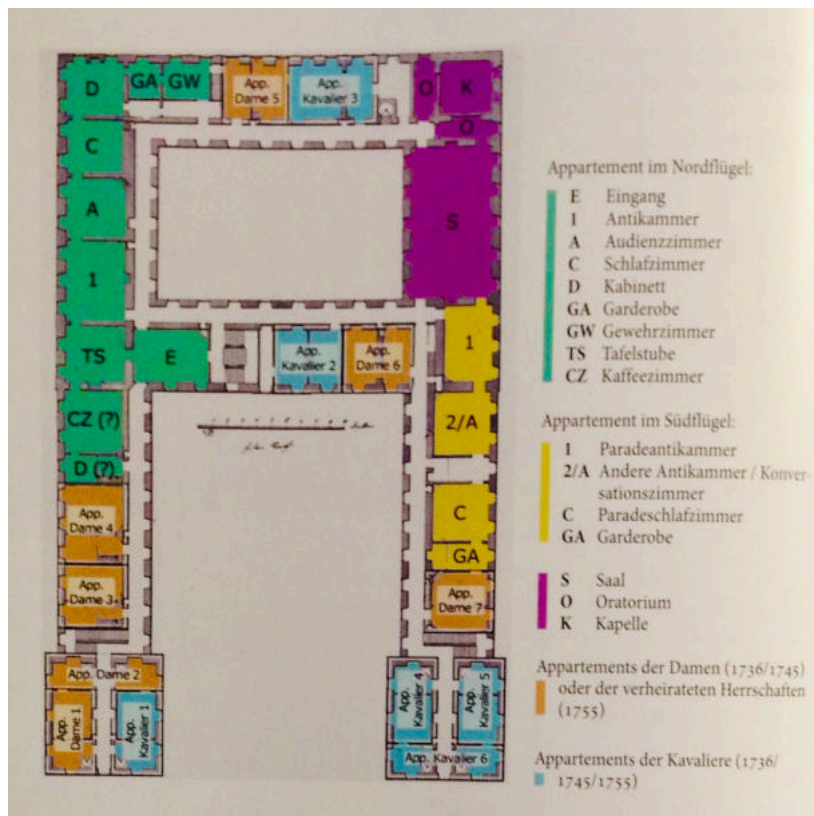 D
GA
GW
App.
Dame 5
App.
Kavalier 3
O
K
O
C
A
S
1
TS
E
App.
Kavalier 2
App.
Dame 6
1
CZ (?)
2/A
D (?)
App.
Dame 4
C
GA
App.
Dame 3
App.
Dame 7
App. Dame 2
App.
Dame 1
App.
Kavalier 1
App.
Kavalier 4
App.
Kavalier 5
App. Kavalier 6
Appartement im Nordflügel:
E Eingang
1 Antikammer
A Audienzzimmer
C Schlafzimmer
D Kabinett
GA Garderobe
GW Gewehrzimmer
TS Tafelstube
CZ Kaffeezimmer
Appartement im Südflügel:
1 Paradeantikammer
2/A Andere Antikammer / Konver-
sationszimmer
C Paradeschlafzimmer
GA Garderobe
S Saal
O Oratorium
K Kapelle
Appartements der Damen (1736/1745)
oder der verheirateten Herrschaften
(1755)
Appartements der Kavaliere (1736/
1745/1755)